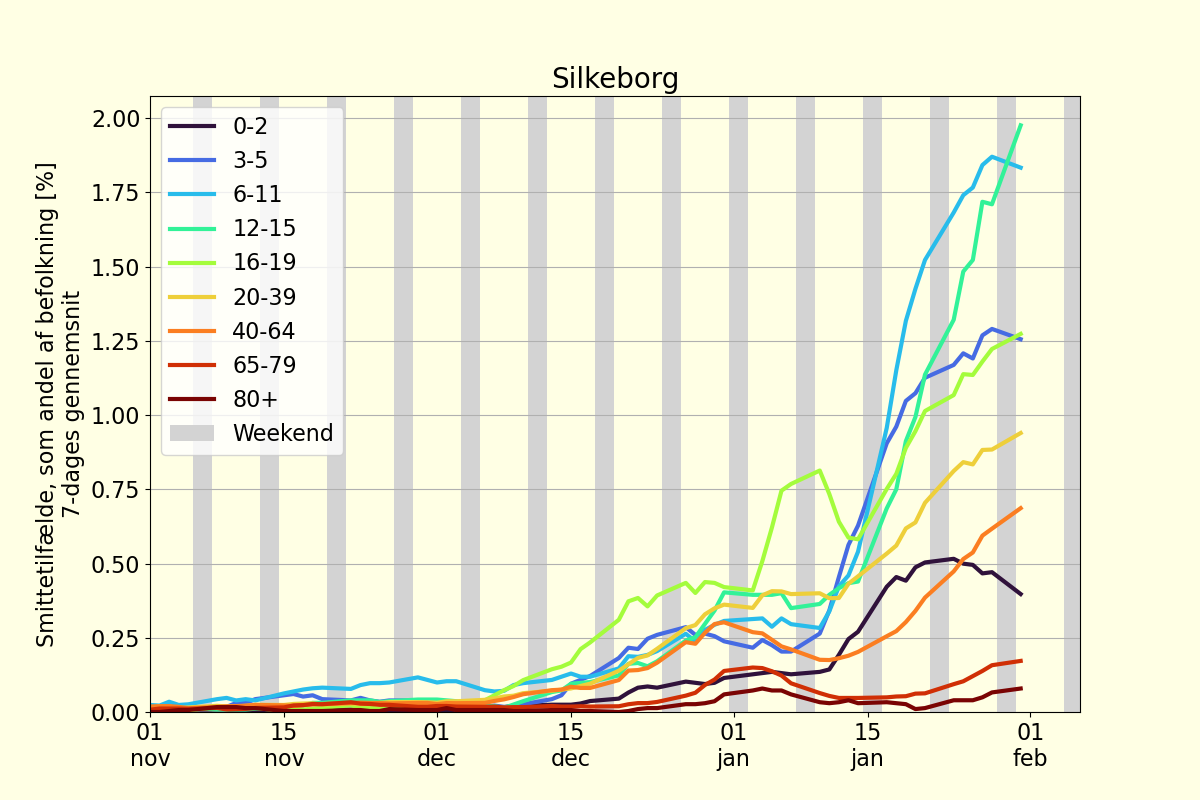 Silkeborg
Smittetilfælde, som andel af befolkning [%]
7-dages gennemsnit
2.00
1.75
1.50
1.25
1.00
0.75
0.50
0.25
0.00
0-2
3-5
6-11
12-15
16-19
20-39
40-64
65-79
80+
Weekend
01
nov
15
nov
01
dec
15
dec
01
jan
15
jan
01
feb